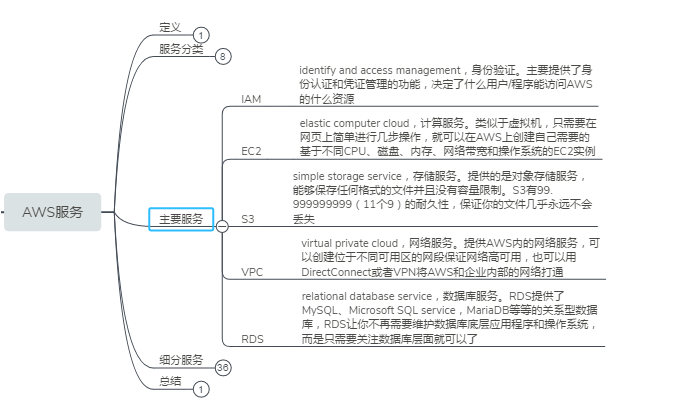 定义
1
服务分类
8
identify and access management，身份验证。主要提供了身
份认证和凭证管理的功能，决定了什么用户/程序能访问AWS
的什么资源
IAM
elastic computer cloud，计算服务。类似于虚拟机，只需要在
网页上简单进行几步操作，就可以在AWS上创建自己需要的
基于不同CPU、磁盘、内存、网络带宽和操作系统的EC2实例
EC2
simple storage service，存储服务。提供的是对象存储服务，
能够保存任何格式的文件并且没有容量限制。S3有99.
999999999（11个9）的耐久性，保证你的文件几乎永远不会
丢失
S3
AWS服务
主要服务
virtual private cloud，网络服务。提供AWS内的网络服务，可
以创建位于不同可用区的网段保证网络高可用，也可以用
DirectConnect或者VPN将AWS和企业内部的网络打通
VPC
relational database service，数据库服务。RDS提供了
MySQL、Microsoft SQL service，MariaDB等等的关系型数据
库，RDS让你不再需要维护数据库底层应用程序和操作系统，
而是只需要关注数据库层面就可以了
RDS
细分服务
36
总结
1